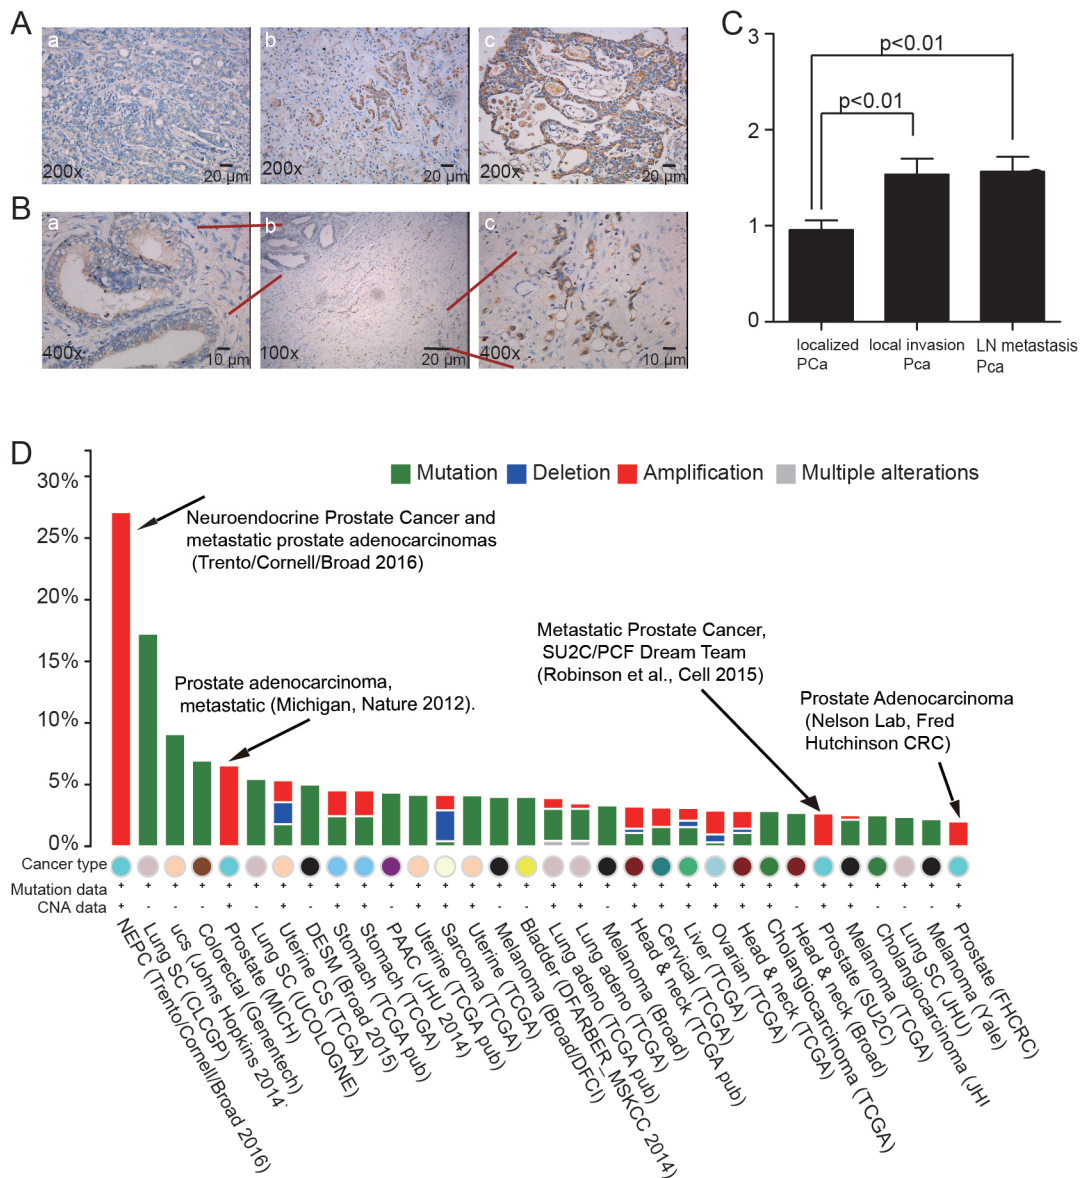 A
a
b
c
200x
20 µm
200x
20 µm
200x
20 µm
B
a
b
c
400x
10 µm
100x
20 µm
400x
10 µm
C
3
2
1
0
p<0.01
p<0.01
localized
PCa
local invasion
Pca
LN metastasis
Pca
D
30%
25%
20%
15%
10%
5%
0%
Mutation
Deletion
Amplification
Multiple alterations
Neuroendocrine Prostate Cancer and
metastatic prostate adenocarcinomas
(Trento/Cornell/Broad 2016)
Prostate adenocarcinoma,
metastatic (Michigan, Nature 2012).
Metastatic Prostate Cancer,
SU2C/PCF Dream Team
(Robinson et al., Cell 2015)
Prostate Adenocarcinoma
(Nelson Lab, Fred
Hutchinson CRC)
Cancer type
Mutation data + + + + + + + + + + + + + + + + + + + + + + + + + + + + + + + +
CNA data
NEPC (Trento/Cornell/Broad 2016)
Lung SC (CLCGP)
ucs (Johns Hopkins 2014
Colorectal (Genentech)
Prostate (MICH)
Lung SC (UCOLOGNE)
Uterine CS (TCGA)
DESM (Broad 2015)
Stomach (TCGA pub)
Stomach (TCGA)
PAAC (JHU 2014)
Uterine (TCGA pub)
Sarcoma (TCGA)
Uterine (TCGA)
Melanoma (Broad/DFCI)
Bladder (DFARBER_MSKCC 2014)
Lung adeno (TCGA pub)
Lung adeno (TCGA)
Melanoma (Broad)
Head & neck (TCGA pub)
Cervical (TCGA)
Liver (TCGA)
Ovarian (TCGA)
Head & neck (TCGA)
Cholangiocarcinoma (TCGA)
Head & neck (Broad)
Prostate (SU2C)
Melanoma (TCGA)
Cholangiocarcinoma (JHI
Lung SC (JHU)
Melanoma (Yale)
Prostate (FHCRC)